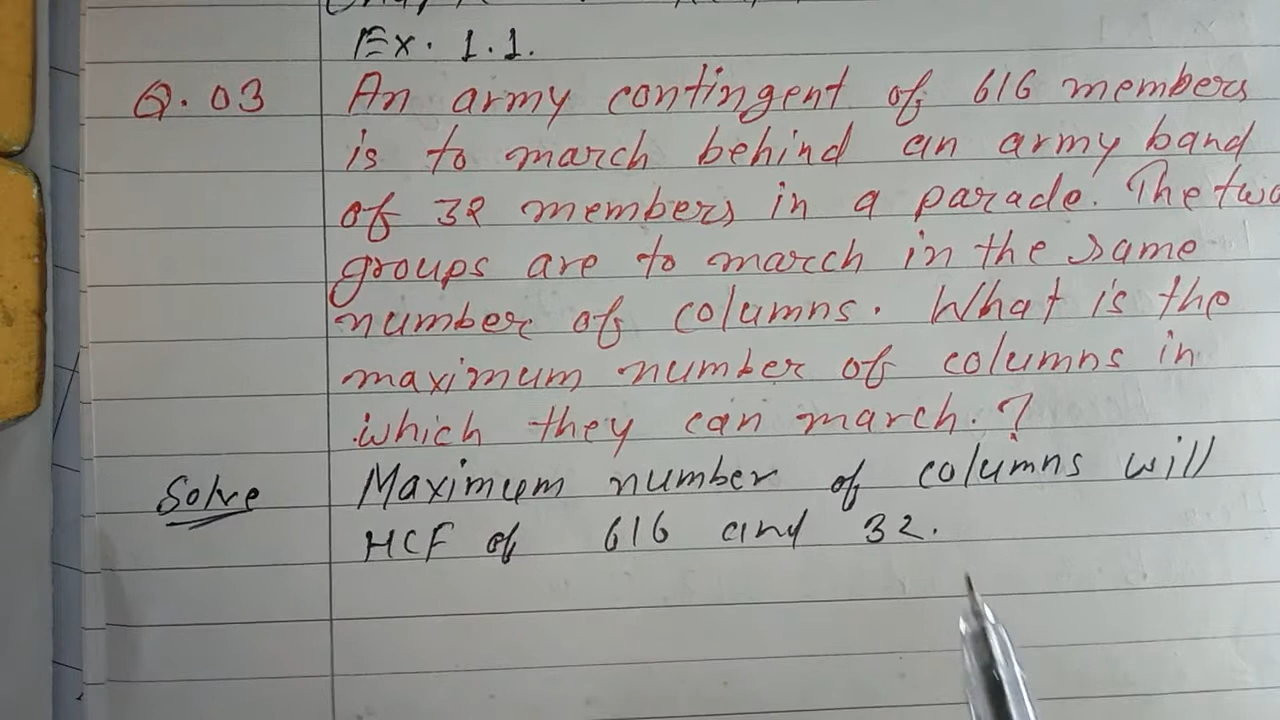 Ex. 1.1.
Q. 03 An army contingent of 616 members
is to march behind an army band
of 32 members in a parade. The two
groups are to march in the same
number of columns. What is the
maximum number of columns in
which they can march. ?
Solve Maximum number of columns will
HCF of 616 and 32.